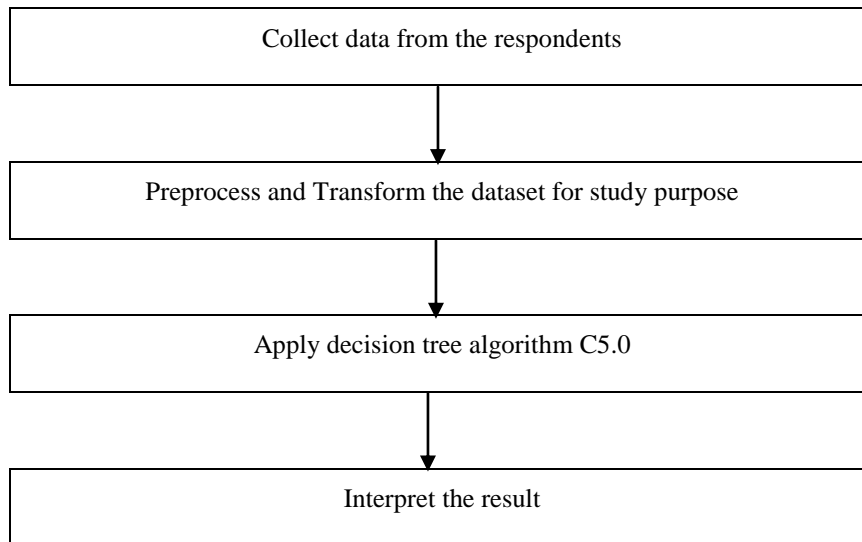 Collect data from the respondents
Preprocess and Transform the dataset for study purpose
Apply decision tree algorithm C5.0
Interpret the result